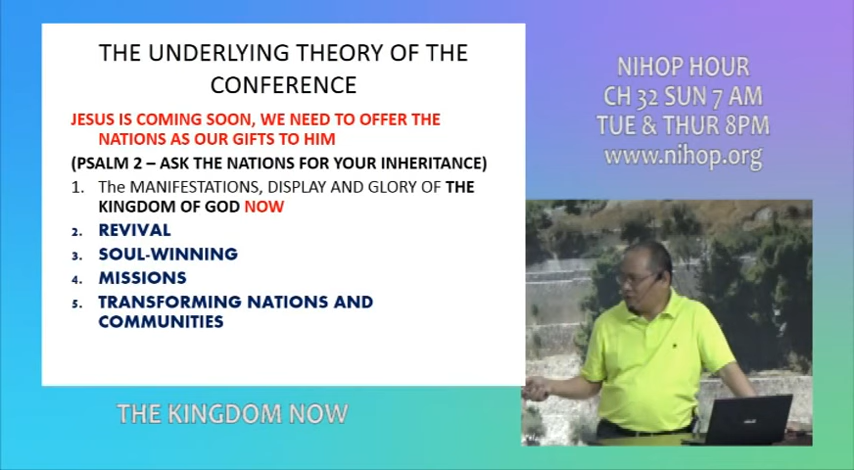 THE UNDERLYING THEORY OF THE
CONFERENCE
JESUS IS COMING SOON, WE NEED TO OFFER THE
NATIONS AS OUR GIFTS TO HIM
(PSALM 2 – ASK THE NATIONS FOR YOUR INHERITANCE)
1. The MANIFESTATIONS, DISPLAY AND GLORY OF THE
KINGDOM OF GOD NOW
2. REVIVAL
3. SOUL-WINNING
4. MISSIONS
5. TRANSFORMING NATIONS AND
COMMUNITIES
NIHOP HOUR
CH 32 SUN 7 AM
TUE & THUR 8PM
www.nihop.org
THE KINGDOM NOW